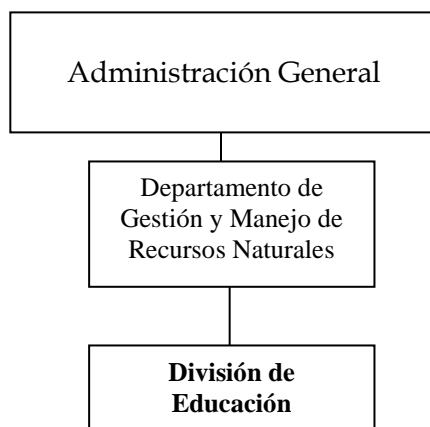 Administración General
Departamento de
Gestión y Manejo de
Recursos Naturales
División de
Educación